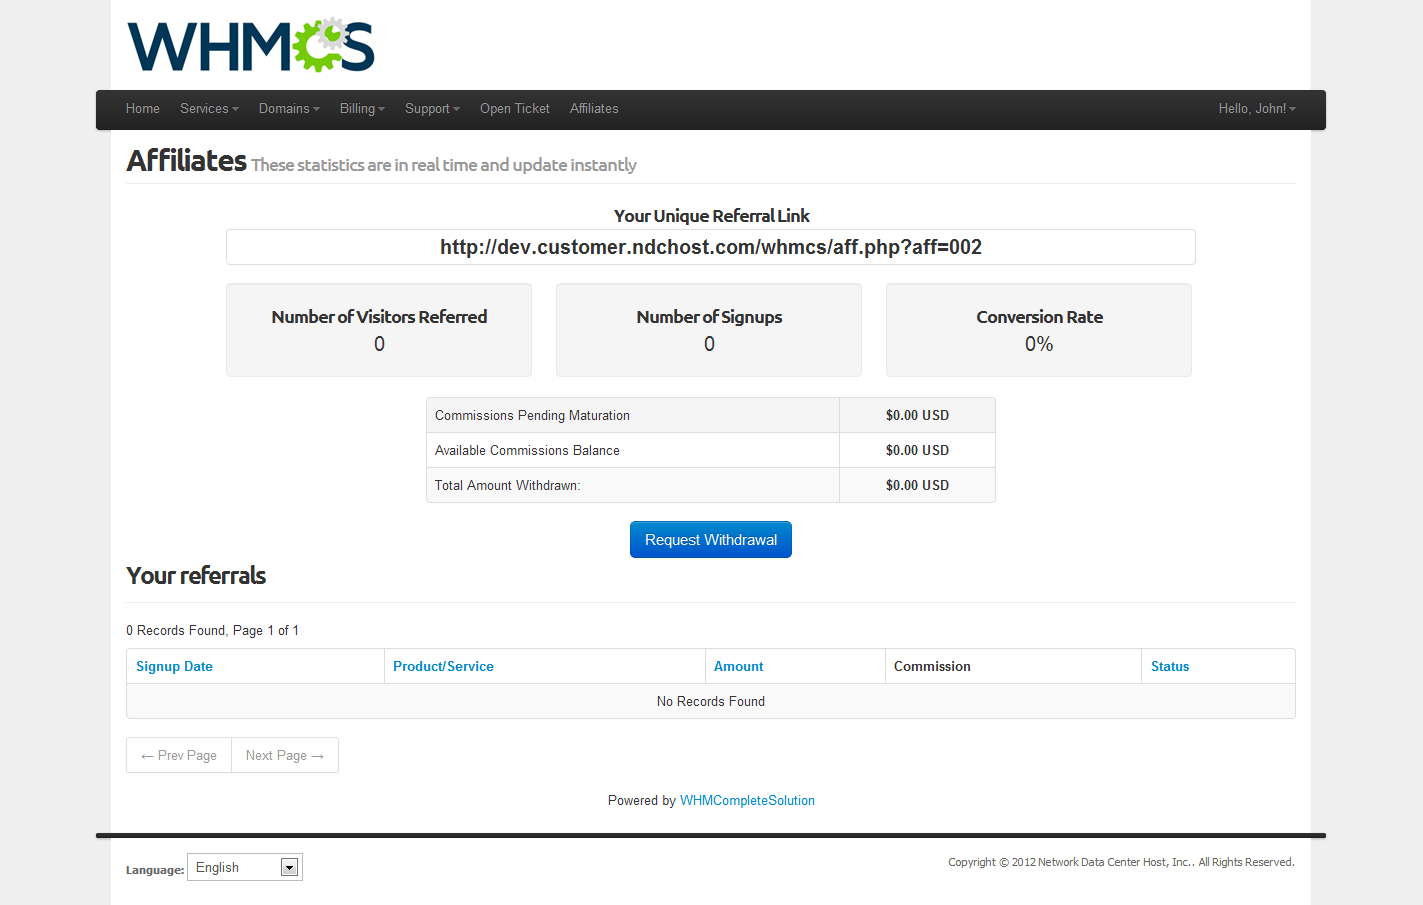 WHMCS
Home Services Domains Billing Support Open Ticket Affiliates Hello, John!
Affiliates These statistics are in real time and update instantly
Your Unique Referral Link
http://dev.customer.ndchost.com/whmcs/aff.php?aff=002
Number of Visitors Referred Number of Signups Conversion Rate
0 0 0%
Commissions Pending Maturation $0.00 USD
Available Commissions Balance $0.00 USD
Total Amount Withdrawn: $0.00 USD
Request Withdrawal
Your referrals
0 Records Found, Page 1 of 1
Signup Date Product/Service Amount Commission Status
No Records Found
← Prev Page Next Page →
Powered by WHMCompleteSolution
Language: English Copyright © 2012 Network Data Center Host, Inc.. All Rights Reserved.